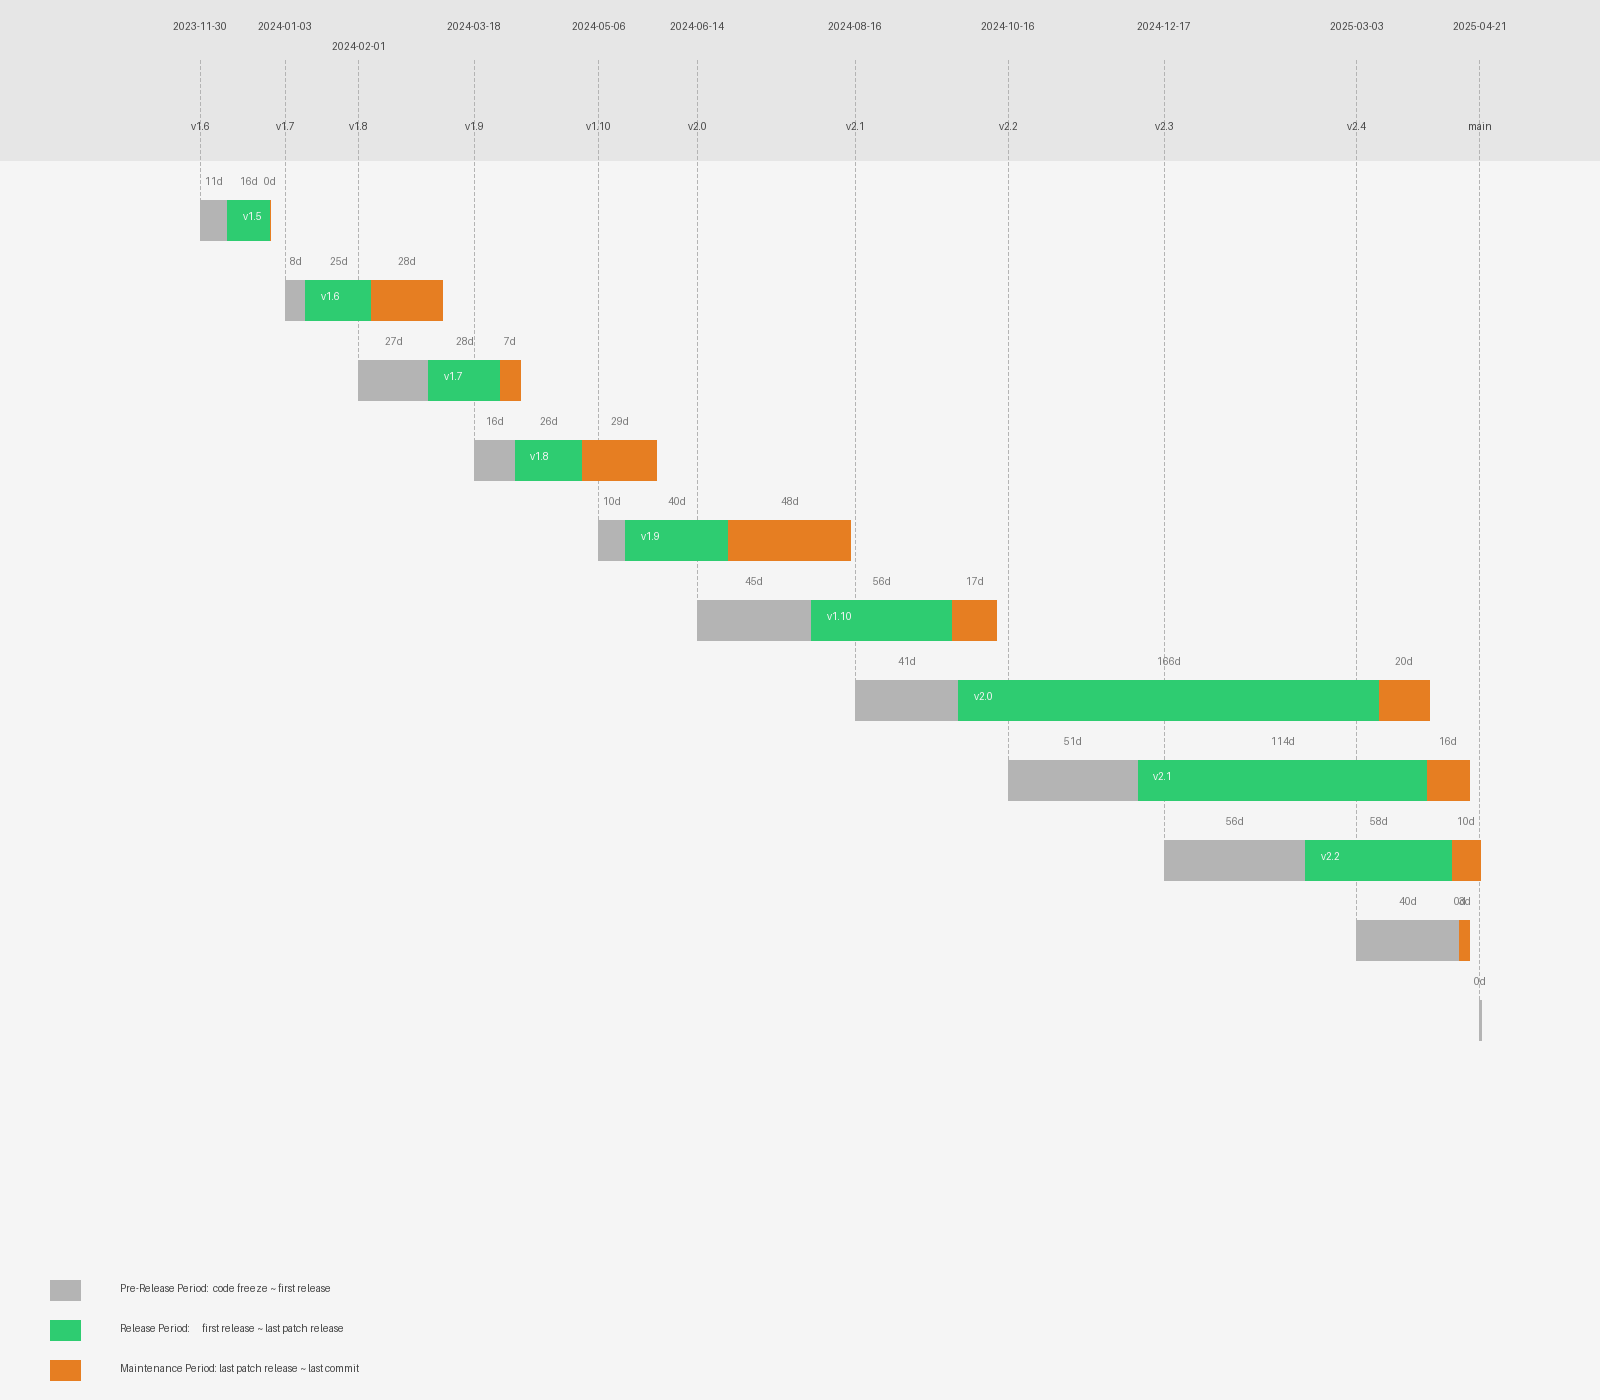 2023-11-30 2024-01-03 2024-03-18 2024-05-06 2024-06-14 2024-08-16 2024-10-16 2024-12-17 2025-03-03 2025-04-21
2024-02-01
v1.6 v1.7 v1.8 v1.9 v1.10 v2.0 v2.1 v2.2 v2.3 v2.4 main
11d 16d 0d
v1.5
8d 25d 28d
v1.6
27d 28d 7d
v1.7
16d 26d 29d
v1.8
10d 40d 48d
v1.9
45d 56d 17d
v1.10
41d 166d 20d
v2.0
51d 114d 16d
v2.1
56d 58d 10d
v2.2
40d 0d
0d
Pre-Release Period: code freeze ~ first release
Release Period: first release ~ last patch release
Maintenance Period: last patch release ~ last commit